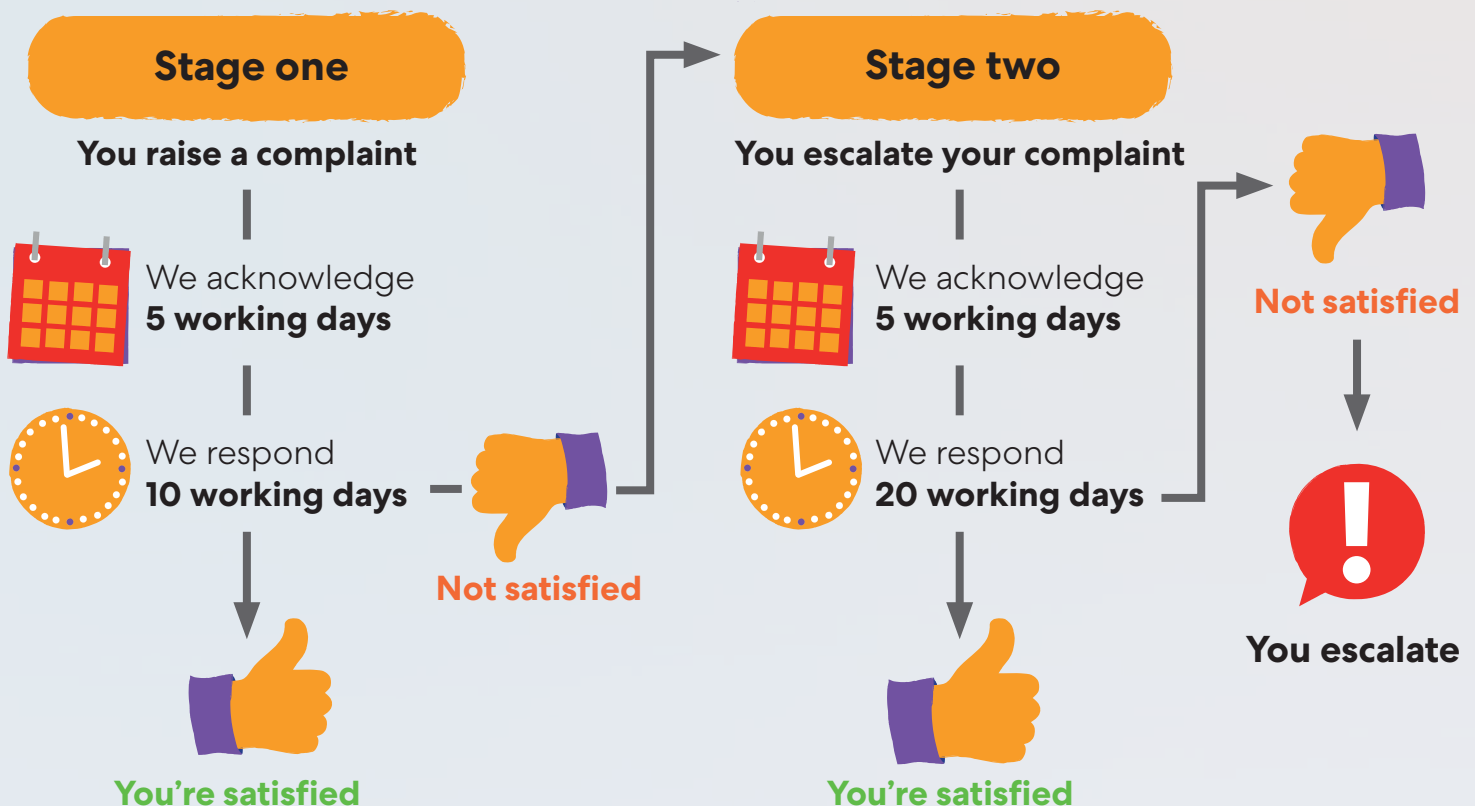 Stage one
You raise a complaint
We acknowledge
5 working days
We respond
10 working days
Not satisfied
You're satisfied
Stage two
You escalate your complaint
We acknowledge
5 working days
We respond
20 working days
You're satisfied
Not satisfied
You escalate